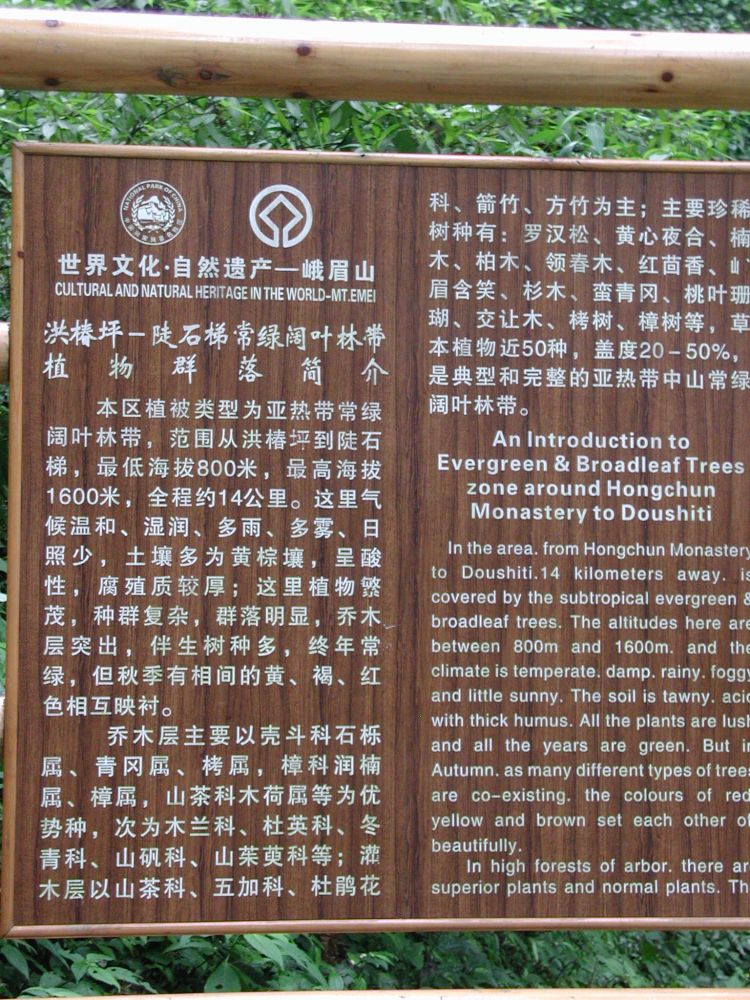 NATIONAL PARK OF CHINA
世界文化·自然遗产—峨眉山
CULTURAL AND NATURAL HERITAGE IN THE WORLD-MT.EMEI
洪椿坪－陡石梯常绿阔叶林带
植物群落简介
本区植被类型为亚热带常绿
阔叶林带，范围从洪椿坪到陡石
梯，最低海拔800米，最高海拔
1600米，全程约14公里。这里气
候温和、湿润、多雨、多雾、日
照少，土壤多为黄棕壤，呈酸
性，腐殖质较厚；这里植物繁
茂，种群复杂，群落明显，乔木
层突出，伴生树种多，终年常
绿，但秋季有相间的黄、褐、红
色相互映衬。
乔木层主要以壳斗科石栎
属、青冈属、栲属，樟科润楠
属、樟属，山茶科木荷属等为优
势种，次为木兰科、杜英科、冬
青科、山矾科、山茱萸科等；灌
木层以山茶科、五加科、杜鹃花
科、箭竹、方竹为主；主要珍稀
树种有：罗汉松、黄心夜合、楠
木、柏木、领春木、红茴香、
眉含笑、杉木、蛮青冈、桃叶珊
瑚、交让木、栲树、樟树等，草
本植物近50种，盖度20－50%，
是典型和完整的亚热带中山常绿
阔叶林带。
An Introduction to
Evergreen & Broadleaf Trees
zone around Hongchun
Monastery to Doushiti
In the area. from Hongchun Monastery
to Doushiti.14 kilometers away. is
covered by the subtropical evergreen &
broadleaf trees. The altitudes here are
between 800m and 1600m. and the
climate is temperate. damp. rainy. foggy
and little sunny. The soil is tawny. acid
with thick humus. All the plants are lush
and all the years are green. But in
Autumn. as many different types of trees
are co-existing. the colours of red
yellow and brown set each other of
beautifully.
In high forests of arbor. there are
superior plants and normal plants. Th